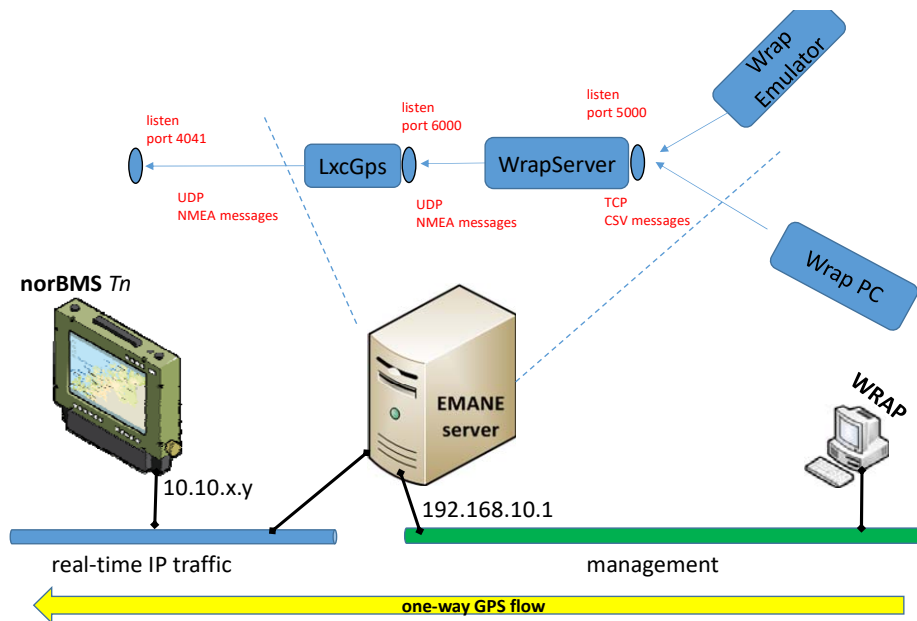 Wrap
Emulator
listen
port 5000
listen
port 6000
listen
port 4041
LxcGps
WrapServer
UDP
NMEA messages
UDP
NMEA messages
TCP
CSV messages
Wrap PC
norBMS Tn
EMANE
server
WRAP
10.10.x.y
192.168.10.1
real-time IP traffic
management
one-way GPS flow